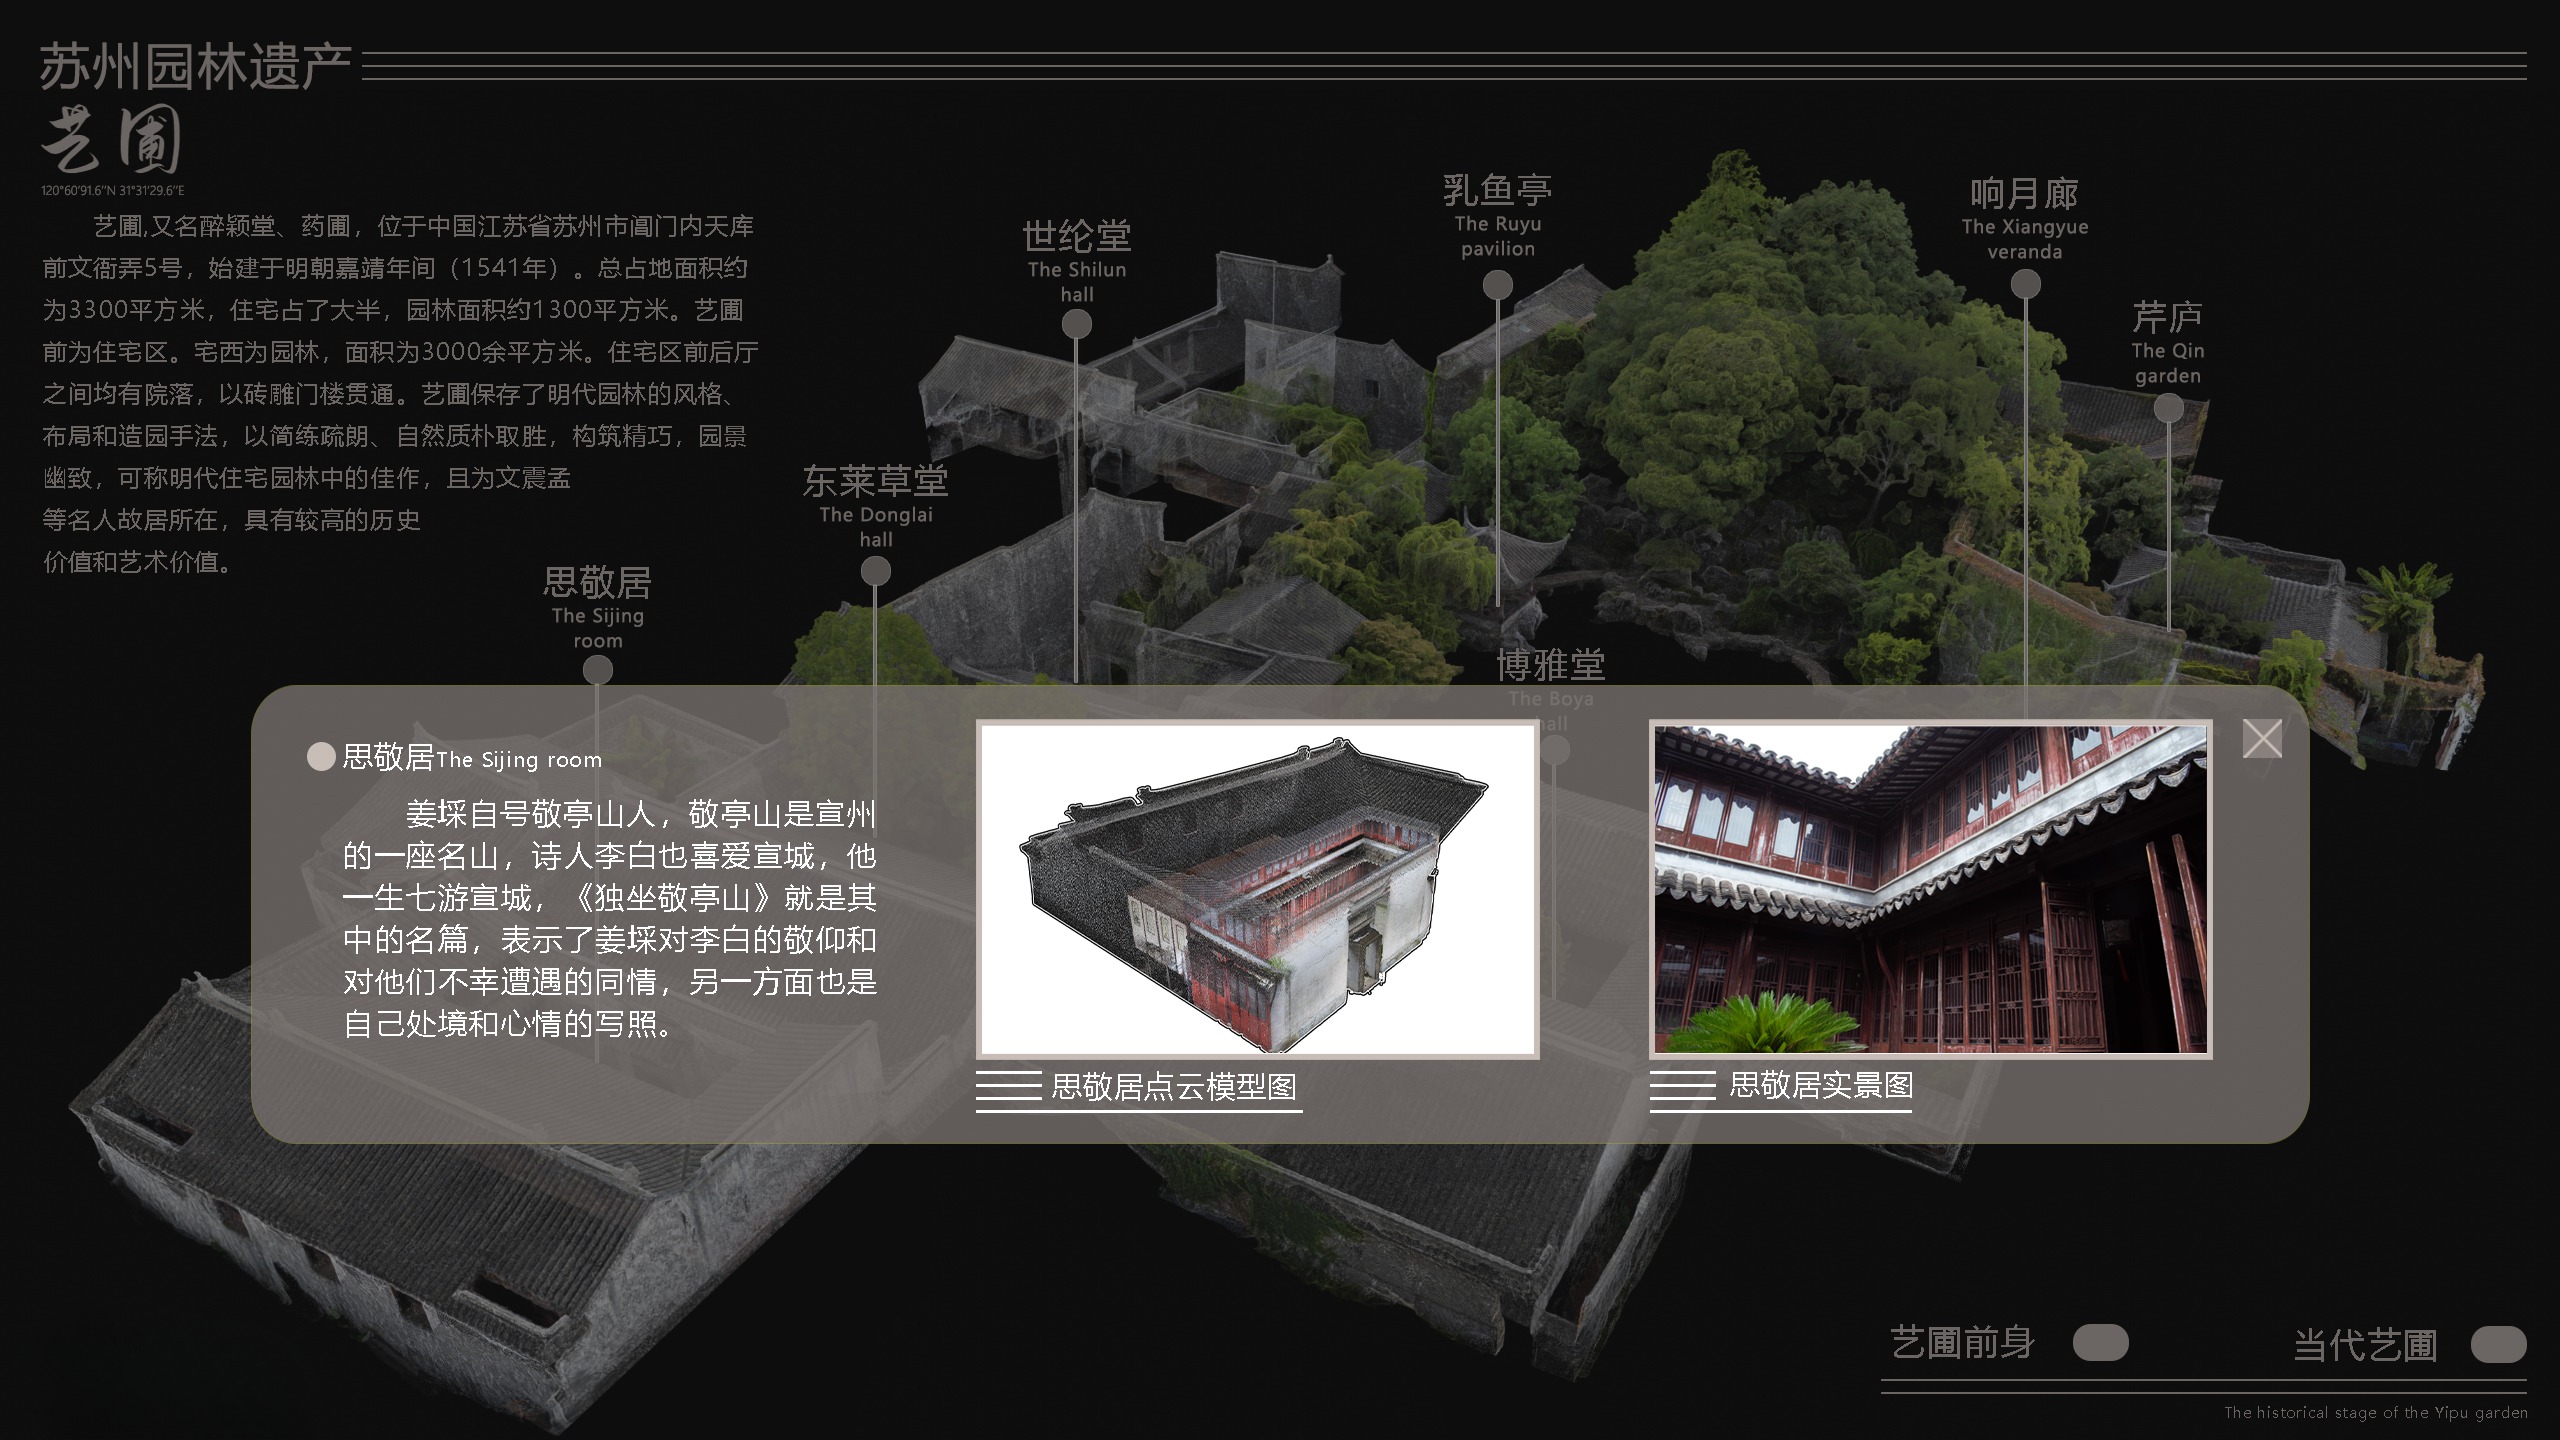 苏州园林遗产
艺圃
120°60'91.6"N 31°31'29.6"E
艺圃,又名醉颖堂、药圃，位于中国江苏省苏州市阊门内天库
前文衙弄5号，始建于明朝嘉靖年间（1541年）。总占地面积约
为3300平方米，住宅占了大半，园林面积约1300平方米。艺圃
前为住宅区。宅西为园林，面积为3000余平方米。住宅区前后厅
之间均有院落，以砖雕门楼贯通。艺圃保存了明代园林的风格、
布局和造园手法，以简练疏朗、自然质朴取胜，构筑精巧，园景
幽致，可称明代住宅园林中的佳作，且为文震孟
等名人故居所在，具有较高的历史
价值和艺术价值。
思敬居
The Sijing
room
东莱草堂
The Donglai
hall
世纶堂
The Shilun
hall
乳鱼亭
The Ruyu
pavilion
响月廊
The Xiangyue
veranda
芹庐
The Qin
garden
博雅堂
The Boya
hall
思敬居The Sijing room
姜埰自号敬亭山人，敬亭山是宣州
的一座名山，诗人李白也喜爱宣城，他
一生七游宣城，《独坐敬亭山》就是其
中的名篇，表示了姜埰对李白的敬仰和
对他们不幸遭遇的同情，另一方面也是
自己处境和心情的写照。
思敬居点云模型图
思敬居实景图
艺圃前身
当代艺圃
The historical stage of the Yipu garden